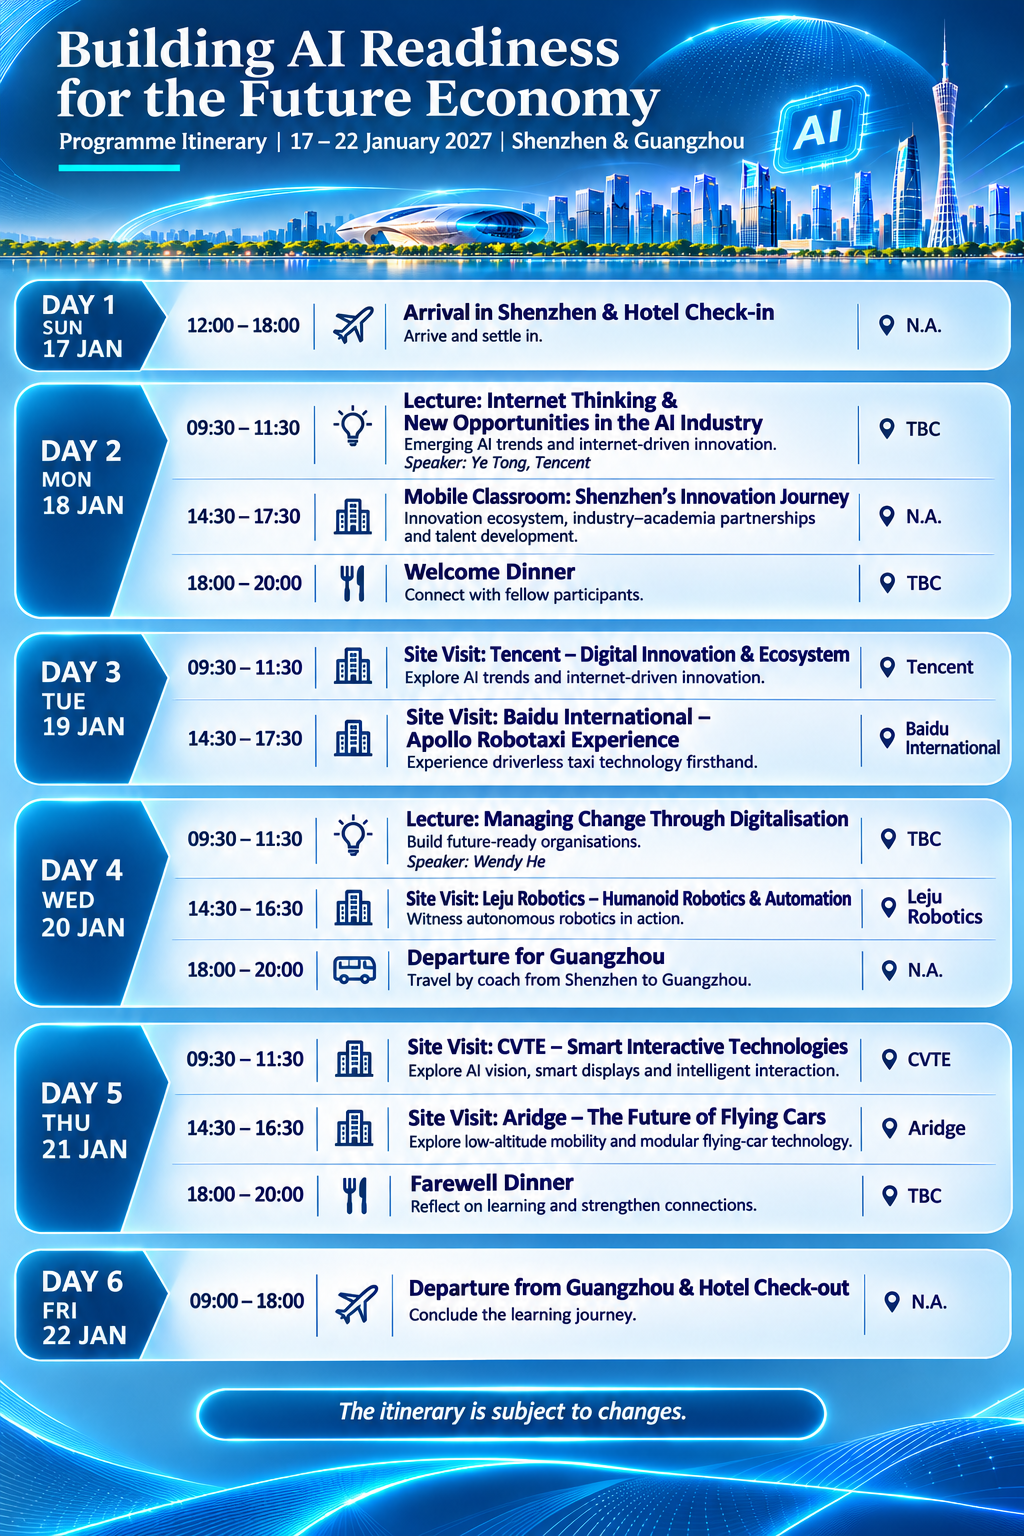 Building AI Readiness
for the Future Economy
Programme Itinerary | 17 – 22 January 2027 | Shenzhen & Guangzhou
AI
DAY 1
SUN
17 JAN
12:00 – 18:00
Arrival in Shenzhen & Hotel Check-in
Arrive and settle in.
N.A.
DAY 2
MON
18 JAN
09:30 – 11:30
Lecture: Internet Thinking &
New Opportunities in the AI Industry
Emerging AI trends and internet-driven innovation.
Speaker: Ye Tong, Tencent
TBC
14:30 – 17:30
Mobile Classroom: Shenzhen's Innovation Journey
Innovation ecosystem, industry–academia partnerships
and talent development.
N.A.
18:00 – 20:00
Welcome Dinner
Connect with fellow participants.
TBC
DAY 3
TUE
19 JAN
09:30 – 11:30
Site Visit: Tencent – Digital Innovation & Ecosystem
Explore AI trends and internet-driven innovation.
Tencent
14:30 – 17:30
Site Visit: Baidu International –
Apollo Robotaxi Experience
Experience driverless taxi technology firsthand.
Baidu
International
DAY 4
WED
20 JAN
09:30 – 11:30
Lecture: Managing Change Through Digitalisation
Build future-ready organisations.
Speaker: Wendy He
TBC
14:30 – 16:30
Site Visit: Leju Robotics – Humanoid Robotics & Automation
Witness autonomous robotics in action.
Leju
Robotics
18:00 – 20:00
Departure for Guangzhou
Travel by coach from Shenzhen to Guangzhou.
N.A.
DAY 5
THU
21 JAN
09:30 – 11:30
Site Visit: CVTE – Smart Interactive Technologies
Explore AI vision, smart displays and intelligent interaction.
CVTE
14:30 – 16:30
Site Visit: Aridge – The Future of Flying Cars
Explore low-altitude mobility and modular flying-car technology.
Aridge
18:00 – 20:00
Farewell Dinner
Reflect on learning and strengthen connections.
TBC
DAY 6
FRI
22 JAN
09:00 – 18:00
Departure from Guangzhou & Hotel Check-out
Conclude the learning journey.
N.A.
The itinerary is subject to changes.